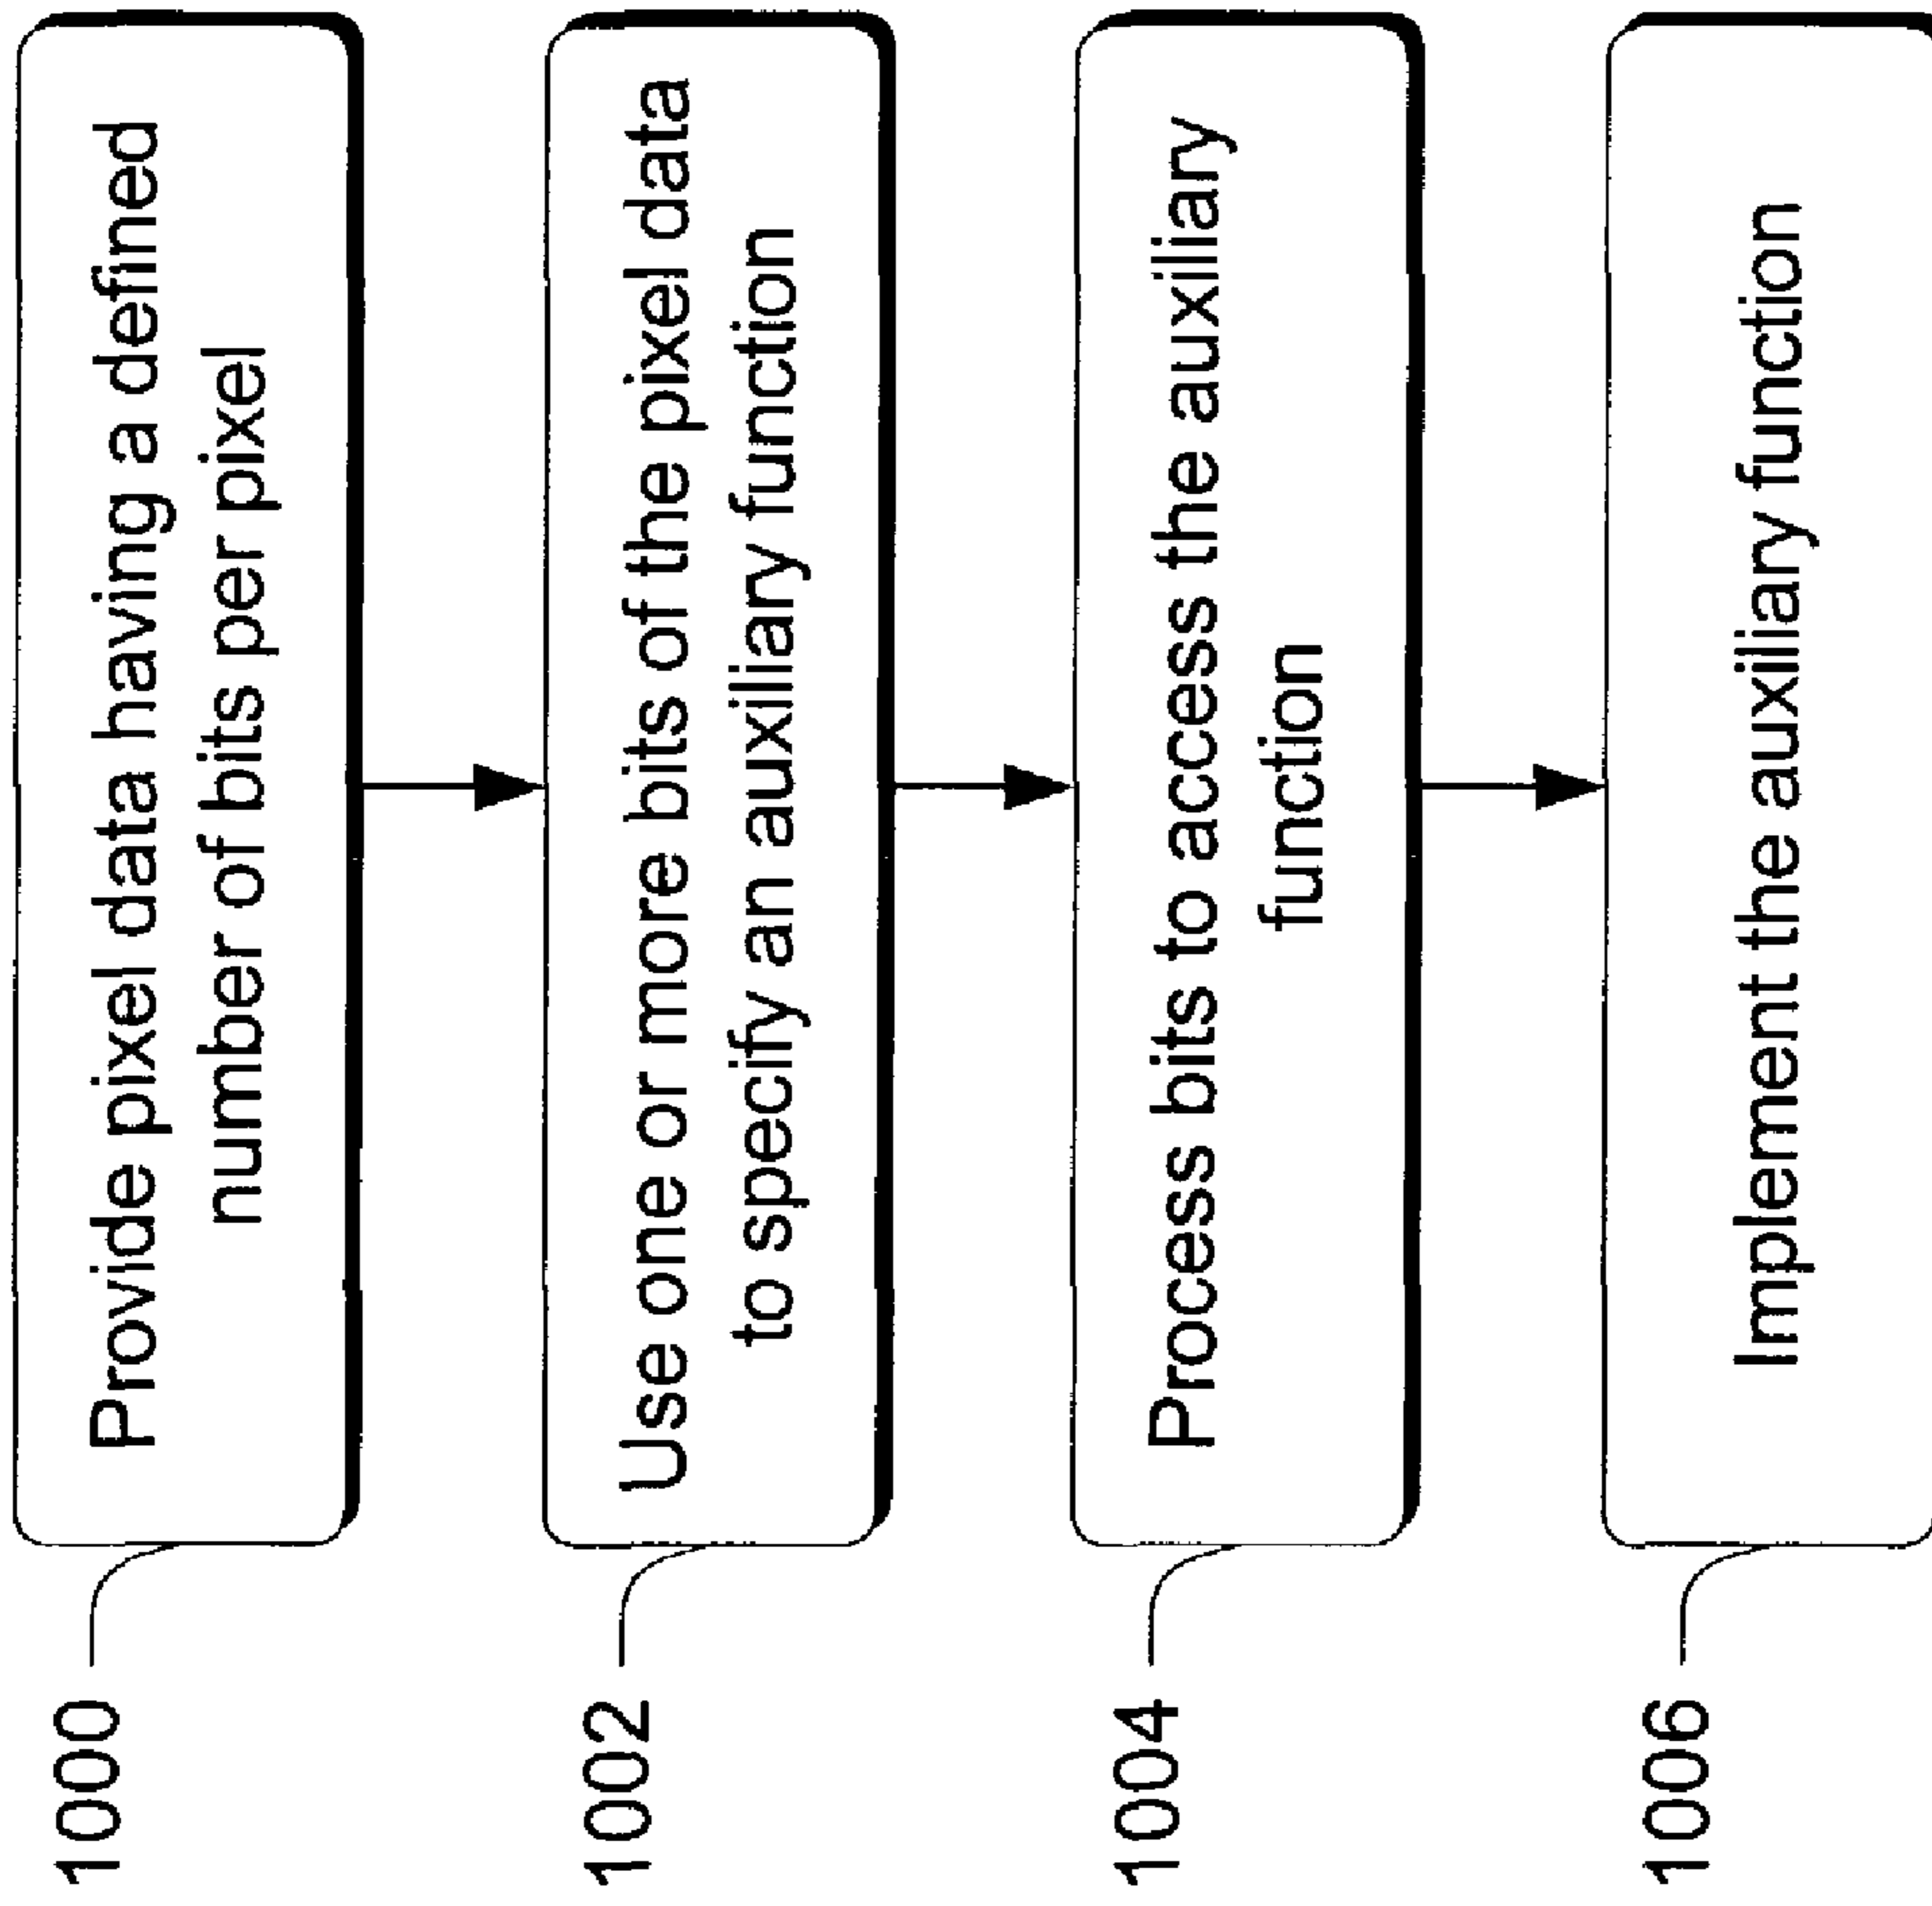 1000
Provide pixel data having a defined
number of bits per pixel
1002
Use one or more bits of the pixel data
to specify an auxiliary function
1004
Process bits to access the auxiliary
function
1006
Implement the auxiliary function